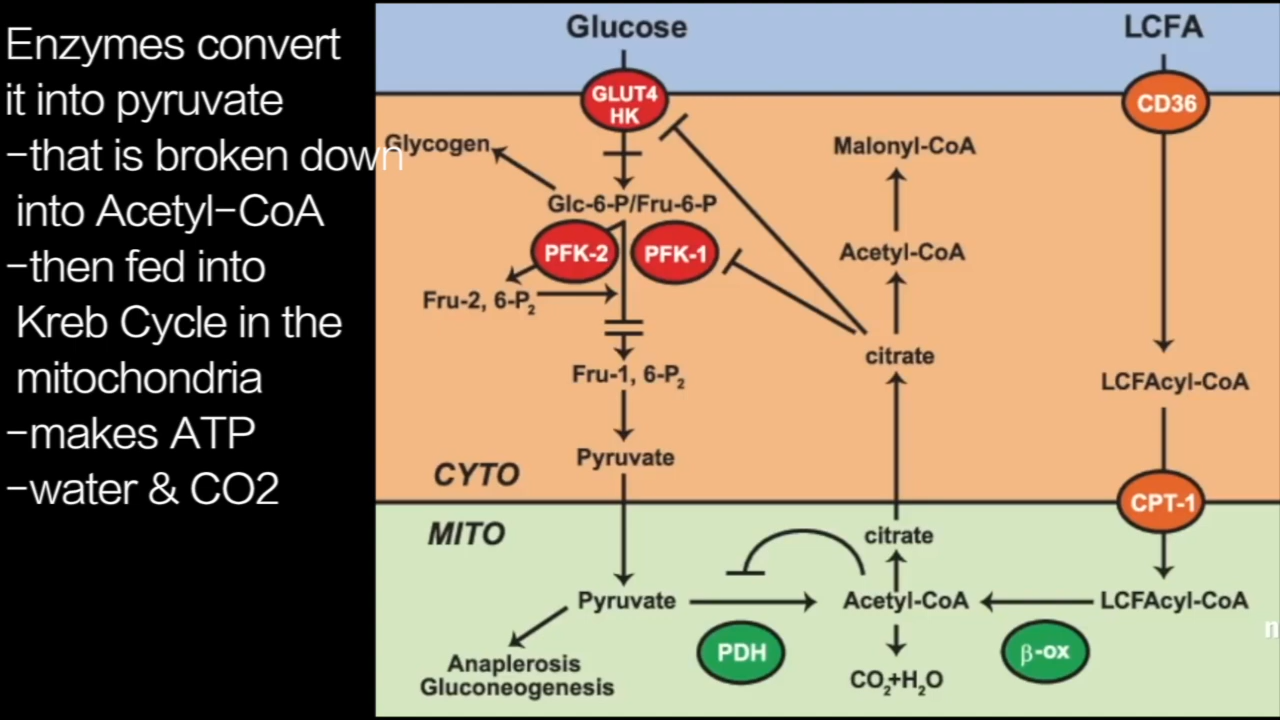 Enzymes convert
it into pyruvate
-that is broken down
into Acetyl-CoA
-then fed into
Kreb Cycle in the
mitochondria
-makes ATP
-water & CO2
Glucose
LCFA
GLUT4
HK
CD36
Glycogen
Malonyl-CoA
Glc-6-P/Fru-6-P
PFK-2
PFK-1
Acetyl-CoA
Fru-2, 6-P₂
citrate
Fru-1, 6-P₂
LCFAcyl-CoA
Pyruvate
CYTO
CPT-1
MITO
citrate
Pyruvate
Acetyl-CoA
LCFAcyl-CoA
PDH
β-ox
Anaplerosis
Gluconeogenesis
CO₂+H₂O
n